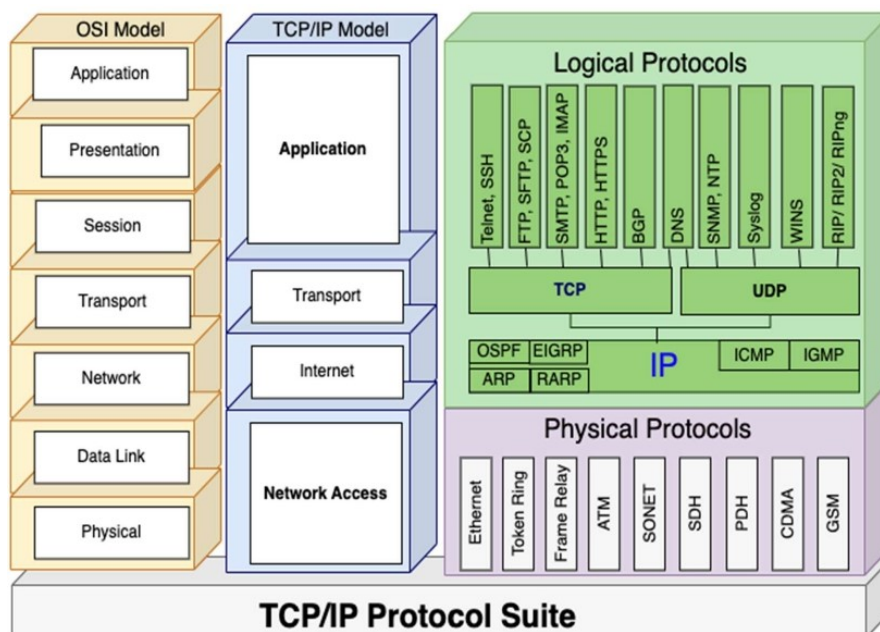 OSI Model
Application
Presentation
Session
Transport
Network
Data Link
Physical
TCP/IP Model
Application
Transport
Internet
Network Access
Logical Protocols
Telnet, SSH
FTP, SFTP, SCP
SMTP, POP3, IMAP
HTTP, HTTPS
BGP
DNS
SNMP, NTP
Syslog
WINS
RIP/ RIP2/ RIPng
TCP
UDP
OSPF
EIGRP
ARP
RARP
IP
ICMP
IGMP
Physical Protocols
Ethernet
Token Ring
Frame Relay
ATM
SONET
SDH
PDH
CDMA
GSM
TCP/IP Protocol Suite